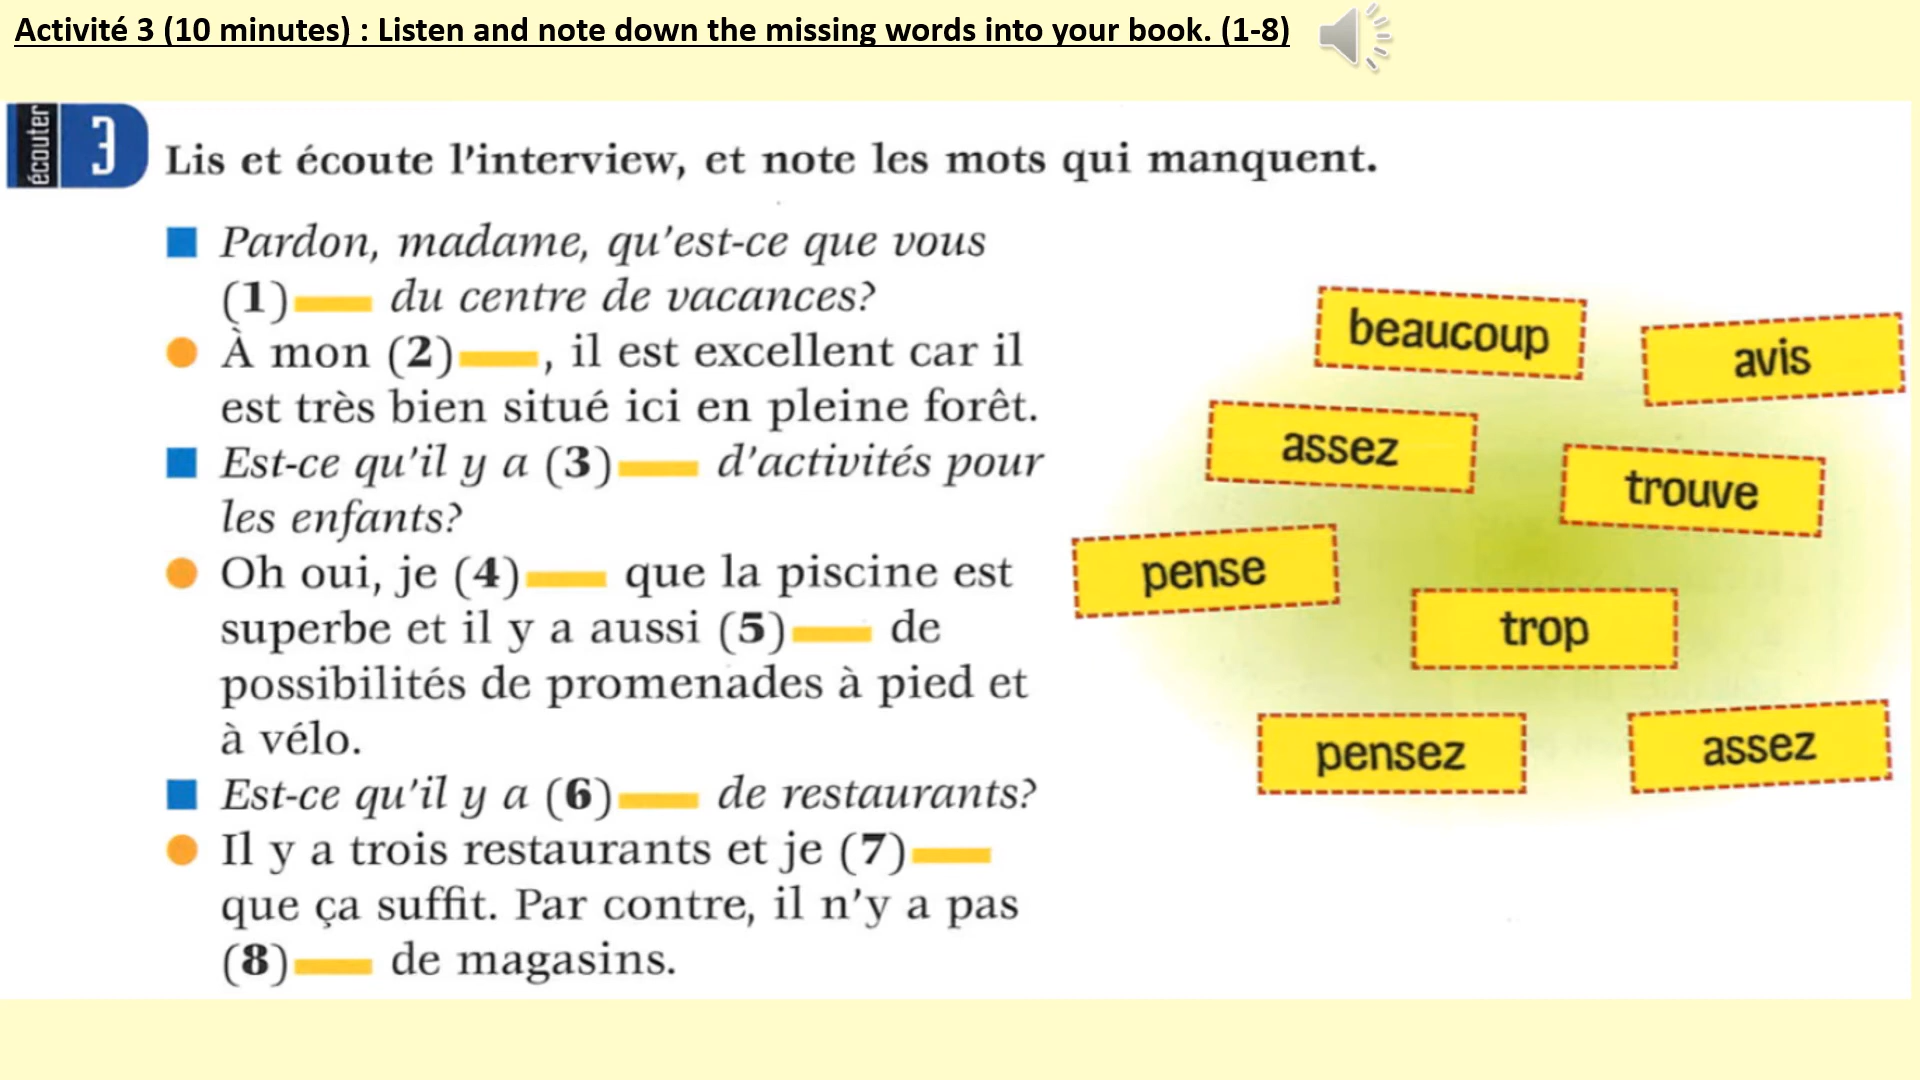 Activité 3 (10 minutes) : Listen and note down the missing words into your book. (1-8)
écouter
3
Lis et écoute l'interview, et note les mots qui manquent.
Pardon, madame, qu'est-ce que vous
(1) du centre de vacances?
À mon (2) , il est excellent car il
est très bien situé ici en pleine forêt.
Est-ce qu'il y a (3) d'activités pour
les enfants?
Oh oui, je (4) que la piscine est
superbe et il y a aussi (5) de
possibilités de promenades à pied et
à vélo.
Est-ce qu'il y a (6) de restaurants?
Il y a trois restaurants et je (7)
que ça suffit. Par contre, il n'y a pas
(8) de magasins.
beaucoup
avis
assez
trouve
pense
trop
pensez
assez